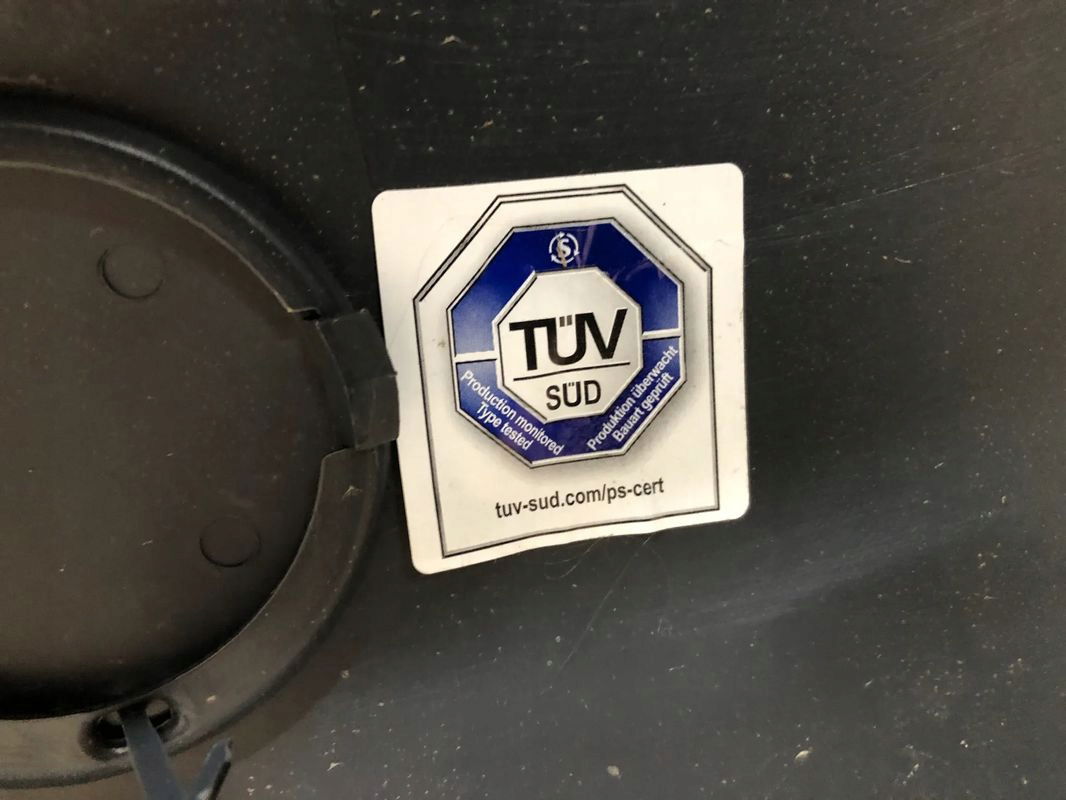 S
TÜV
SÜD
Production monitored
Type tested
Produktion überwacht
Bauart geprüft
tuv-sud.com/ps-cert